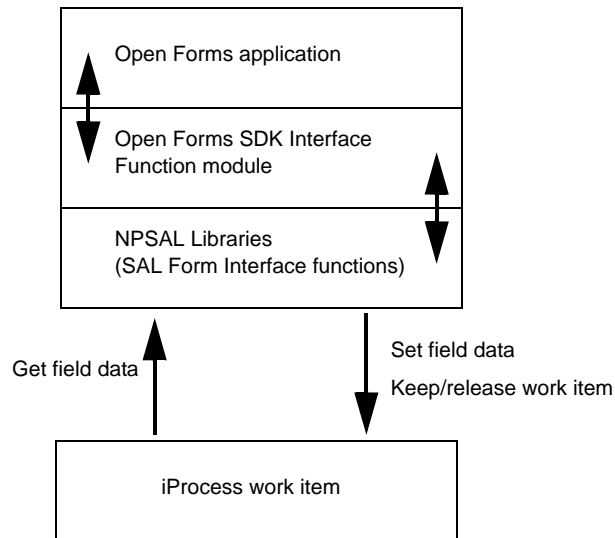 Open Forms application
Open Forms SDK Interface
Function module
NPSAL Libraries
(SAL Form Interface functions)
Get field data
Set field data
Keep/release work item
iProcess work item